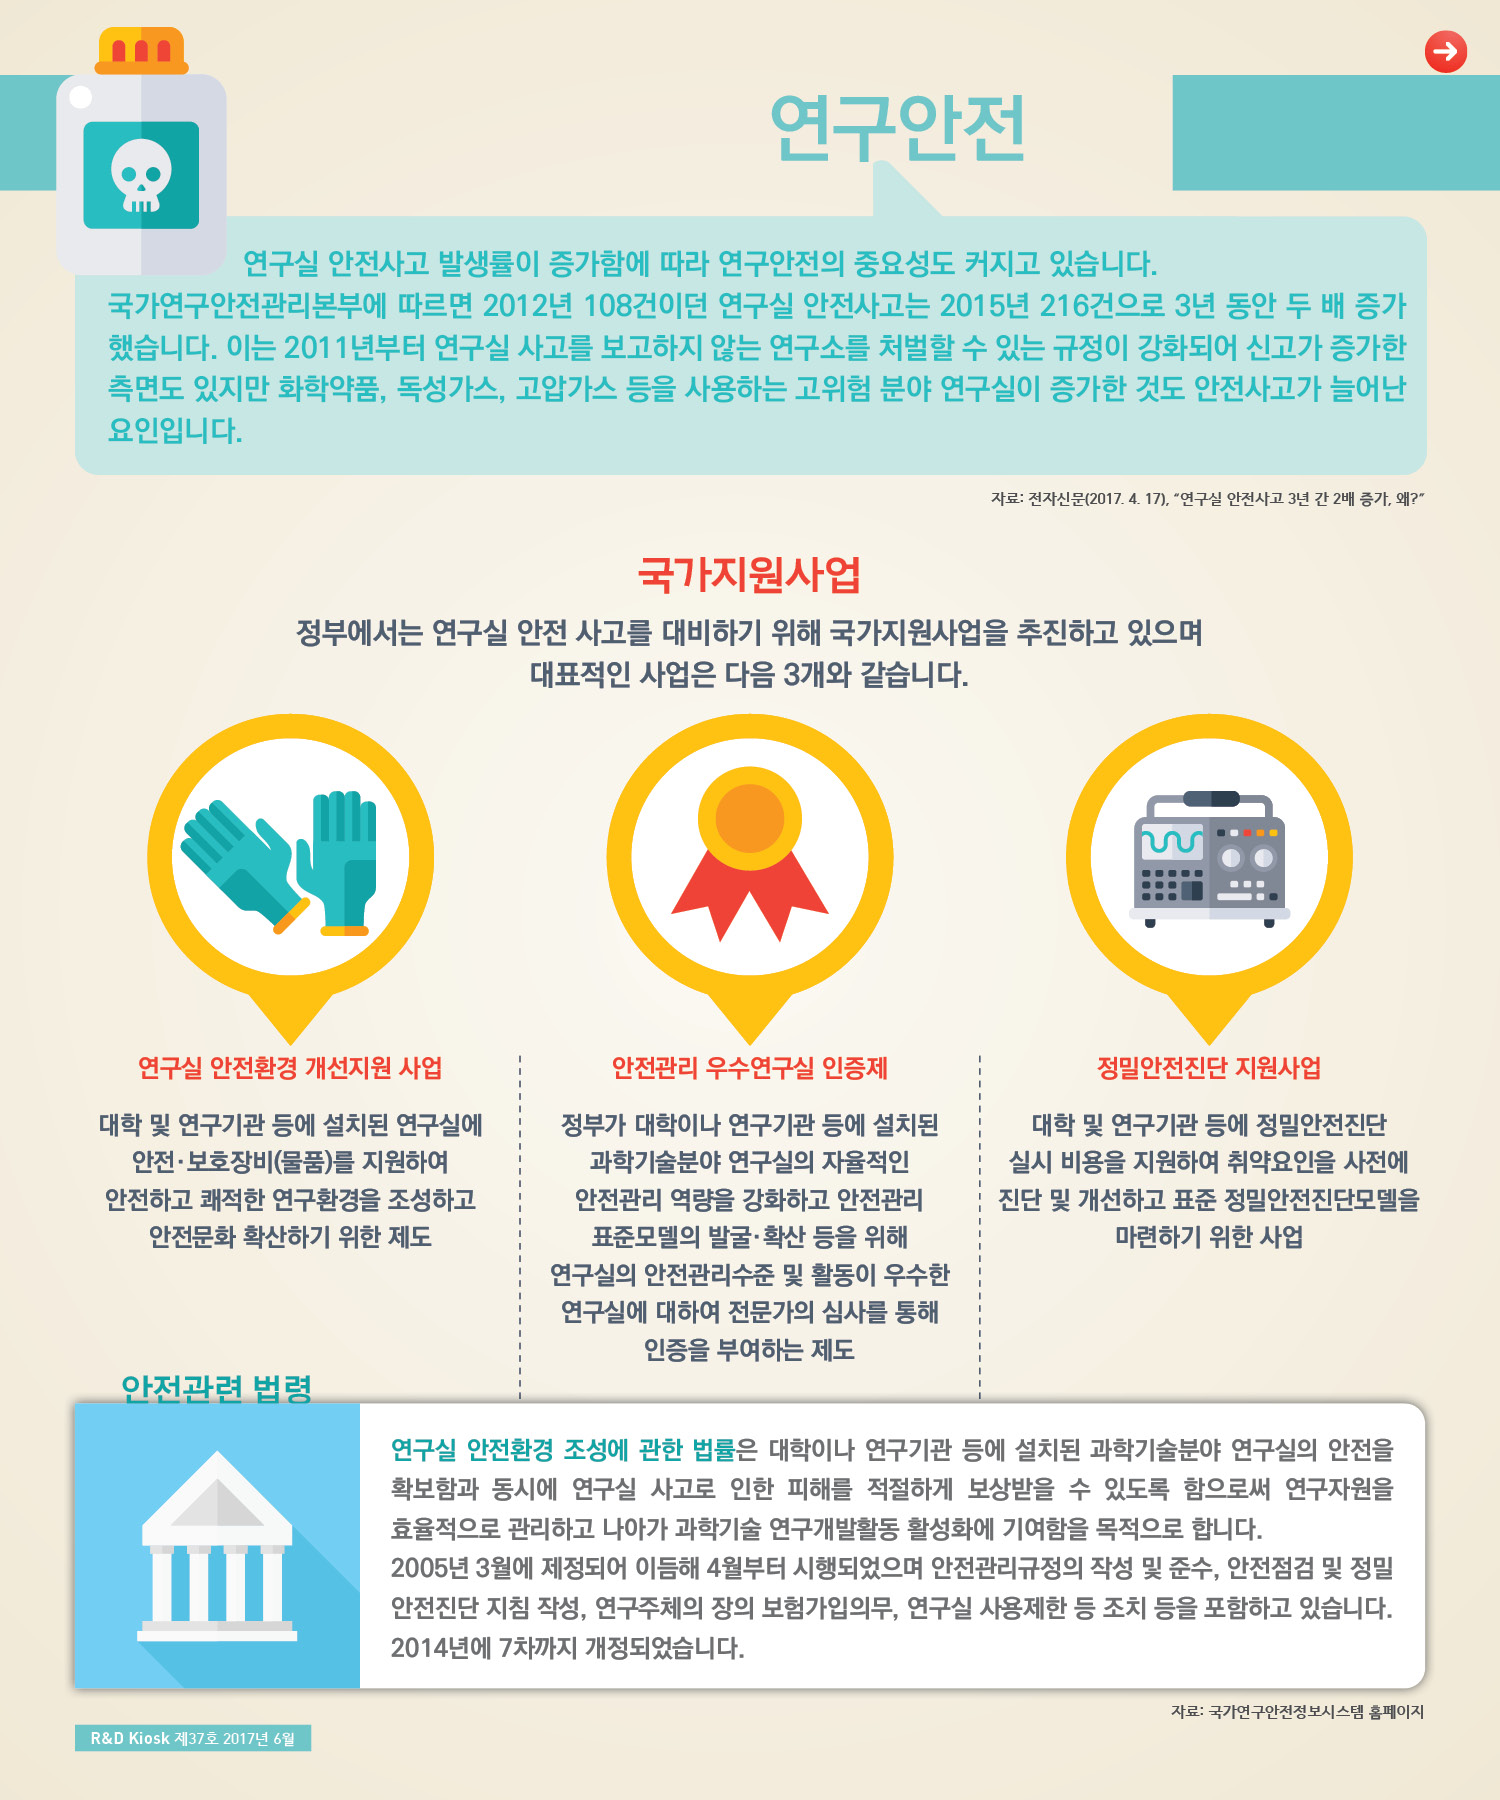 연구안전
연구실 안전사고 발생률이 증가함에 따라 연구안전의 중요성도 커지고 있습니다.
국가연구안전관리본부에 따르면 2012년 108건이던 연구실 안전사고는 2015년 216건으로 3년 동안 두 배 증가
했습니다. 이는 2011년부터 연구실 사고를 보고하지 않는 연구소를 처벌할 수 있는 규정이 강화되어 신고가 증가한
측면도 있지만 화학약품, 독성가스, 고압가스 등을 사용하는 고위험 분야 연구실이 증가한 것도 안전사고가 늘어난
요인입니다.
자료: 전자신문(2017. 4. 17), “연구실 안전사고 3년 간 2배 증가, 왜?”
국가지원사업
정부에서는 연구실 안전 사고를 대비하기 위해 국가지원사업을 추진하고 있으며
대표적인 사업은 다음 3개와 같습니다.
연구실 안전환경 개선지원 사업
대학 및 연구기관 등에 설치된 연구실에
안전·보호장비(물품)를 지원하여
안전하고 쾌적한 연구환경을 조성하고
안전문화 확산하기 위한 제도
안전관리 우수연구실 인증제
정부가 대학이나 연구기관 등에 설치된
과학기술분야 연구실의 자율적인
안전관리 역량을 강화하고 안전관리
표준모델의 발굴·확산 등을 위해
연구실의 안전관리수준 및 활동이 우수한
연구실에 대하여 전문가의 심사를 통해
인증을 부여하는 제도
정밀안전진단 지원사업
대학 및 연구기관 등에 정밀안전진단
실시 비용을 지원하여 취약요인을 사전에
진단 및 개선하고 표준 정밀안전진단모델을
마련하기 위한 사업
안전관련 법령
연구실 안전환경 조성에 관한 법률은 대학이나 연구기관 등에 설치된 과학기술분야 연구실의 안전을
확보함과 동시에 연구실 사고로 인한 피해를 적절하게 보상받을 수 있도록 함으로써 연구자원을
효율적으로 관리하고 나아가 과학기술 연구개발활동 활성화에 기여함을 목적으로 합니다.
2005년 3월에 제정되어 이듬해 4월부터 시행되었으며 안전관리규정의 작성 및 준수, 안전점검 및 정밀
안전진단 지침 작성, 연구주체의 장의 보험가입의무, 연구실 사용제한 등 조치 등을 포함하고 있습니다.
2014년에 7차까지 개정되었습니다.
자료: 국가연구안전정보시스템 홈페이지
R&D Kiosk 제37호 2017년 6월